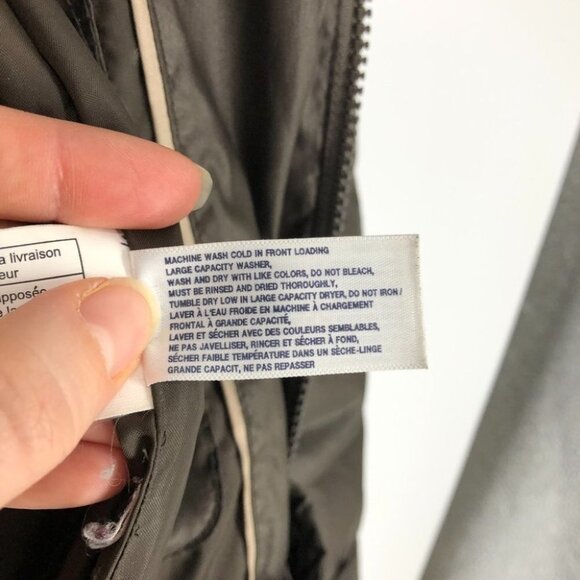 a livraison
eur
pposée
la
MACHINE WASH COLD IN FRONT LOADING
LARGE CAPACITY WASHER,
WASH AND DRY WITH LIKE COLORS, DO NOT BLEACH,
MUST BE RINSED AND DRIED THOROUGHLY,
TUMBLE DRY LOW IN LARGE CAPACITY DRYER, DO NOT IRON /
LAVER À L'EAU FROIDE EN MACHINE À CHARGEMENT
FRONTAL À GRANDE CAPACITÉ,
LAVER ET SÉCHER AVEC DES COULEURS SEMBLABLES,
NE PAS JAVELLISER, RINCER ET SÉCHER À FOND,
SÉCHER FAIBLE TEMPÉRATURE DANS UN SÈCHE-LINGE
GRANDE CAPACIT, NE PAS REPASSER